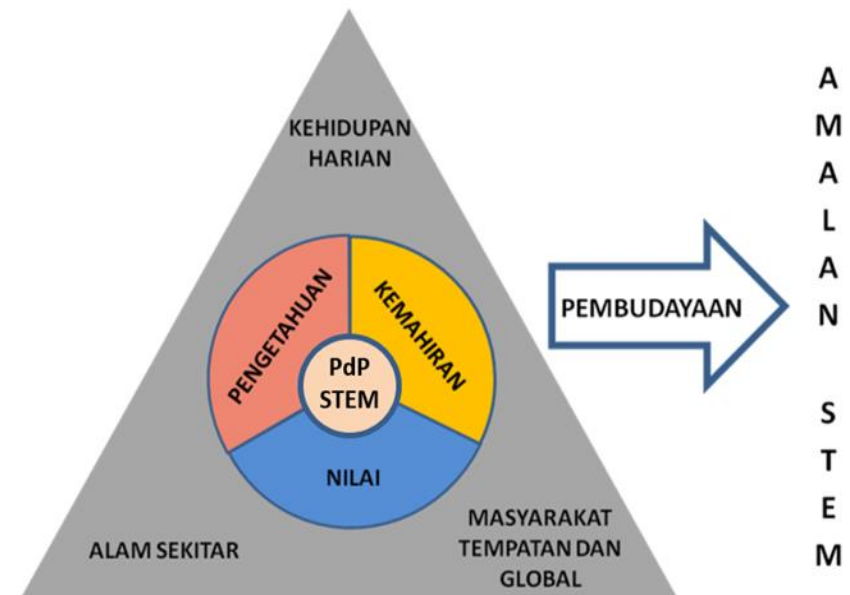 KEHIDUPAN
HARIAN
PENGETAHUAN
KEMAHIRAN
PdP
STEM
NILAI
ALAM SEKITAR
MASYARAKAT
TEMPATAN DAN
GLOBAL
PEMBUDAYAAN
A
M
A
L
A
N
S
T
E
M